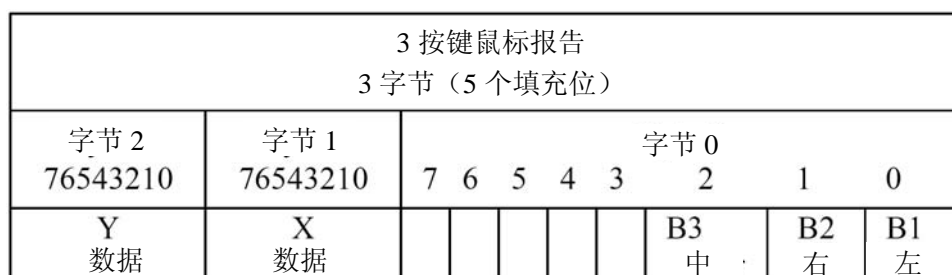 3 按键鼠标报告
3 字节（5 个填充位）
字节 2 字节 1 字节 0
76543210 76543210 7 6 5 4 3 2 1 0
Y X B3 B2 B1
数据 数据 中 右 左